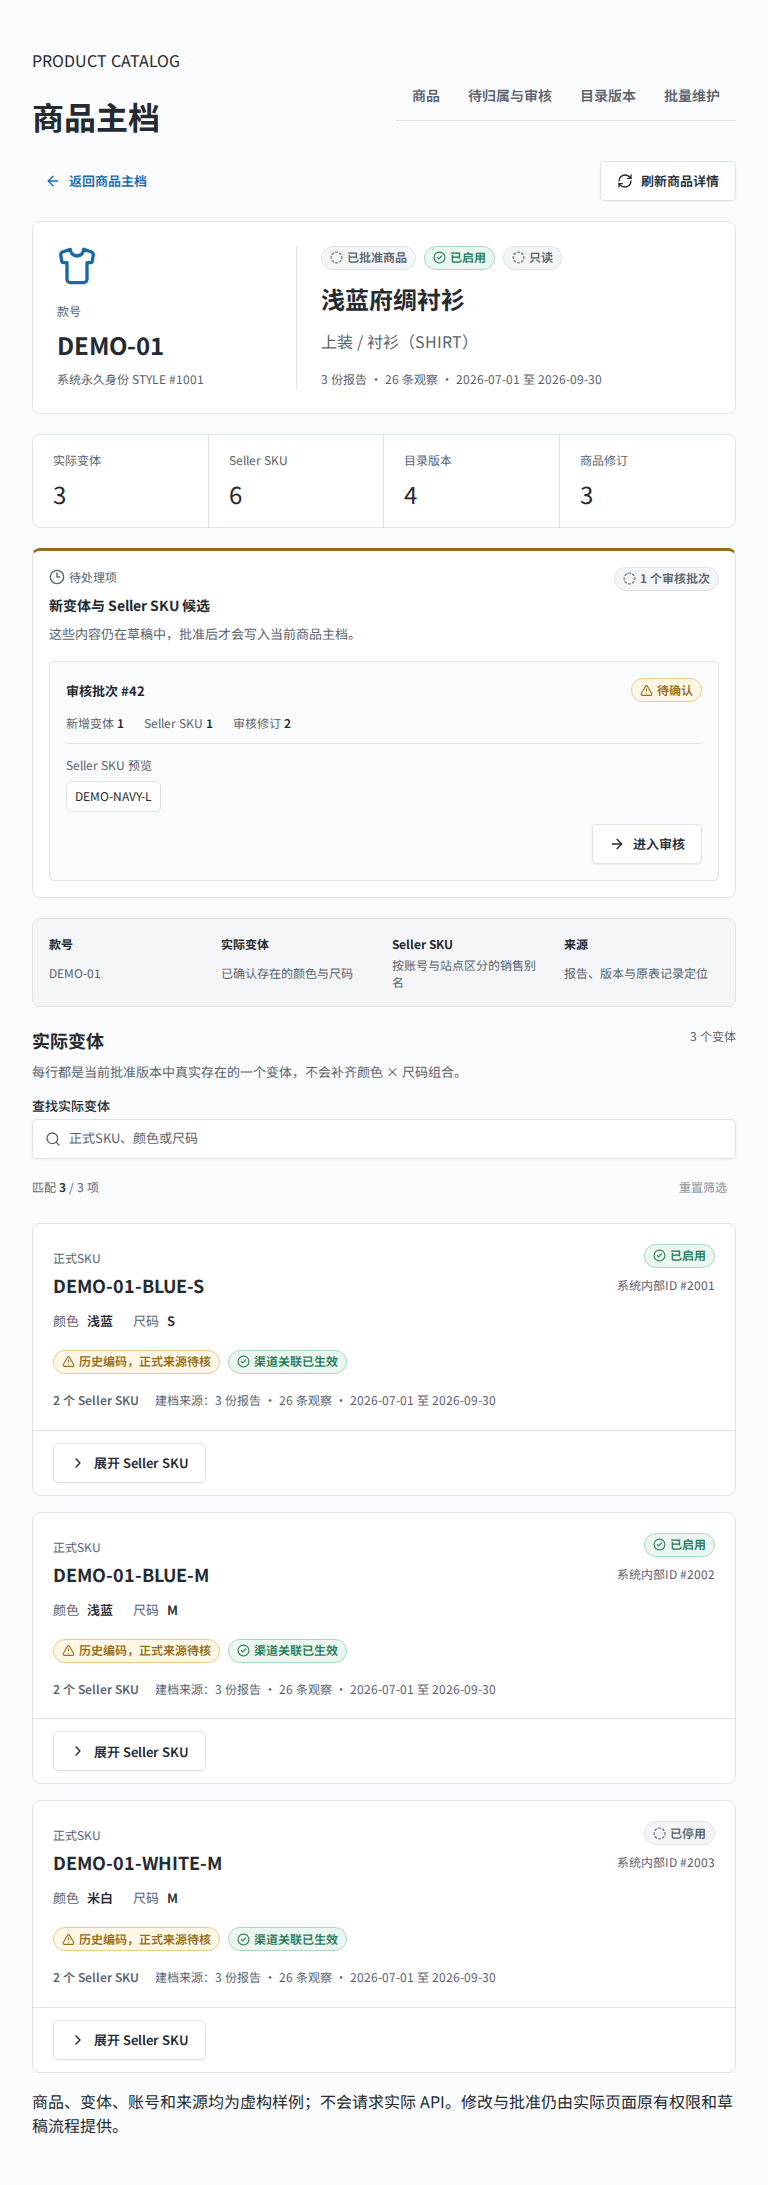 PRODUCT CATALOG
商品主档
商品 待归属与审核 目录版本 批量维护
返回商品主档
刷新商品详情
款号
DEMO-01
系统永久身份 STYLE #1001
已批准商品 已启用 只读
浅蓝府绸衬衫
上装 / 衬衫（SHIRT）
3 份报告 · 26 条观察 · 2026-07-01 至 2026-09-30
实际变体
3
Seller SKU
6
目录版本
4
商品修订
3
待处理项
1 个审核批次
新变体与 Seller SKU 候选
这些内容仍在草稿中，批准后才会写入当前商品主档。
审核批次 #42
待确认
新增变体 1 Seller SKU 1 审核修订 2
Seller SKU 预览
DEMO-NAVY-L
进入审核
款号
DEMO-01
实际变体
已确认存在的颜色与尺码
Seller SKU
按账号与站点区分的销售别
名
来源
报告、版本与原表记录定位
实际变体
3 个变体
每行都是当前批准版本中真实存在的一个变体，不会补齐颜色 × 尺码组合。
查找实际变体
正式SKU、颜色或尺码
匹配 3 / 3 项
重置筛选
正式SKU
已启用
DEMO-01-BLUE-S
系统内部ID #2001
颜色 浅蓝 尺码 S
历史编码，正式来源待核 渠道关联已生效
2 个 Seller SKU 建档来源：3 份报告 · 26 条观察 · 2026-07-01 至 2026-09-30
展开 Seller SKU
正式SKU
已启用
DEMO-01-BLUE-M
系统内部ID #2002
颜色 浅蓝 尺码 M
历史编码，正式来源待核 渠道关联已生效
2 个 Seller SKU 建档来源：3 份报告 · 26 条观察 · 2026-07-01 至 2026-09-30
展开 Seller SKU
正式SKU
已停用
DEMO-01-WHITE-M
系统内部ID #2003
颜色 米白 尺码 M
历史编码，正式来源待核 渠道关联已生效
2 个 Seller SKU 建档来源：3 份报告 · 26 条观察 · 2026-07-01 至 2026-09-30
展开 Seller SKU
商品、变体、账号和来源均为虚构样例；不会请求实际 API。修改与批准仍由实际页面原有权限和草
稿流程提供。